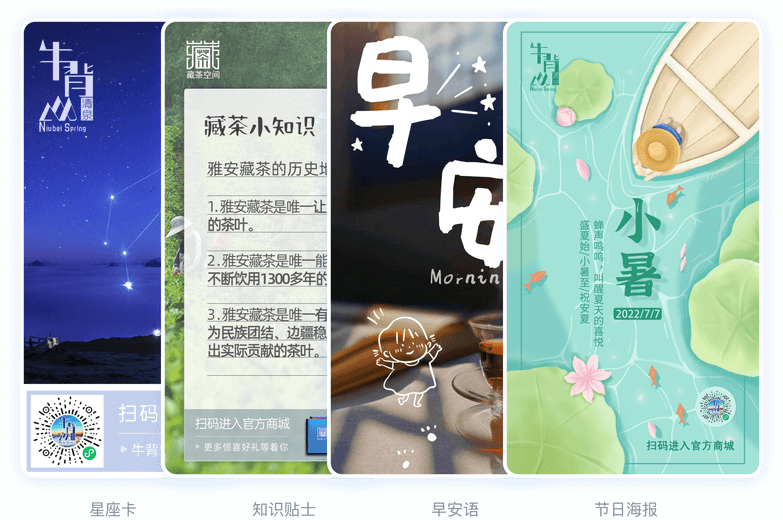 牛背山
清泉
Niubei Spring
扫码
牛背
藏茶
藏茶空间
藏茶小知识
雅安藏茶的历史地
1. 雅安藏茶是唯一让
的茶叶。
2. 雅安藏茶是唯一能
不断饮用1300多年的
3. 雅安藏茶是唯一有
为民族团结、边疆稳
出实际贡献的茶叶。
扫码进入官方商城
更多惊喜好礼等着你
早安
Mornin
牛背山
清泉
Niubei Spring
小暑
2022/7/7
蝉声鸣鸣,叫醒夏天的喜悦
盛夏始/小暑至/祝安夏
扫码进入官方商城
星座卡
知识贴士
早安语
节日海报